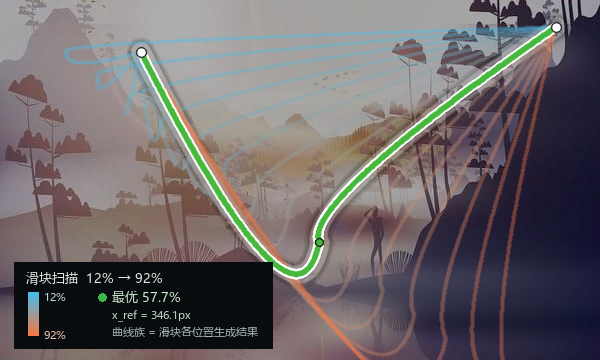 滑块扫描 12% → 92%
12%
最优 57.7%
x_ref = 346.1px
92%
曲线族 = 滑块各位置生成结果